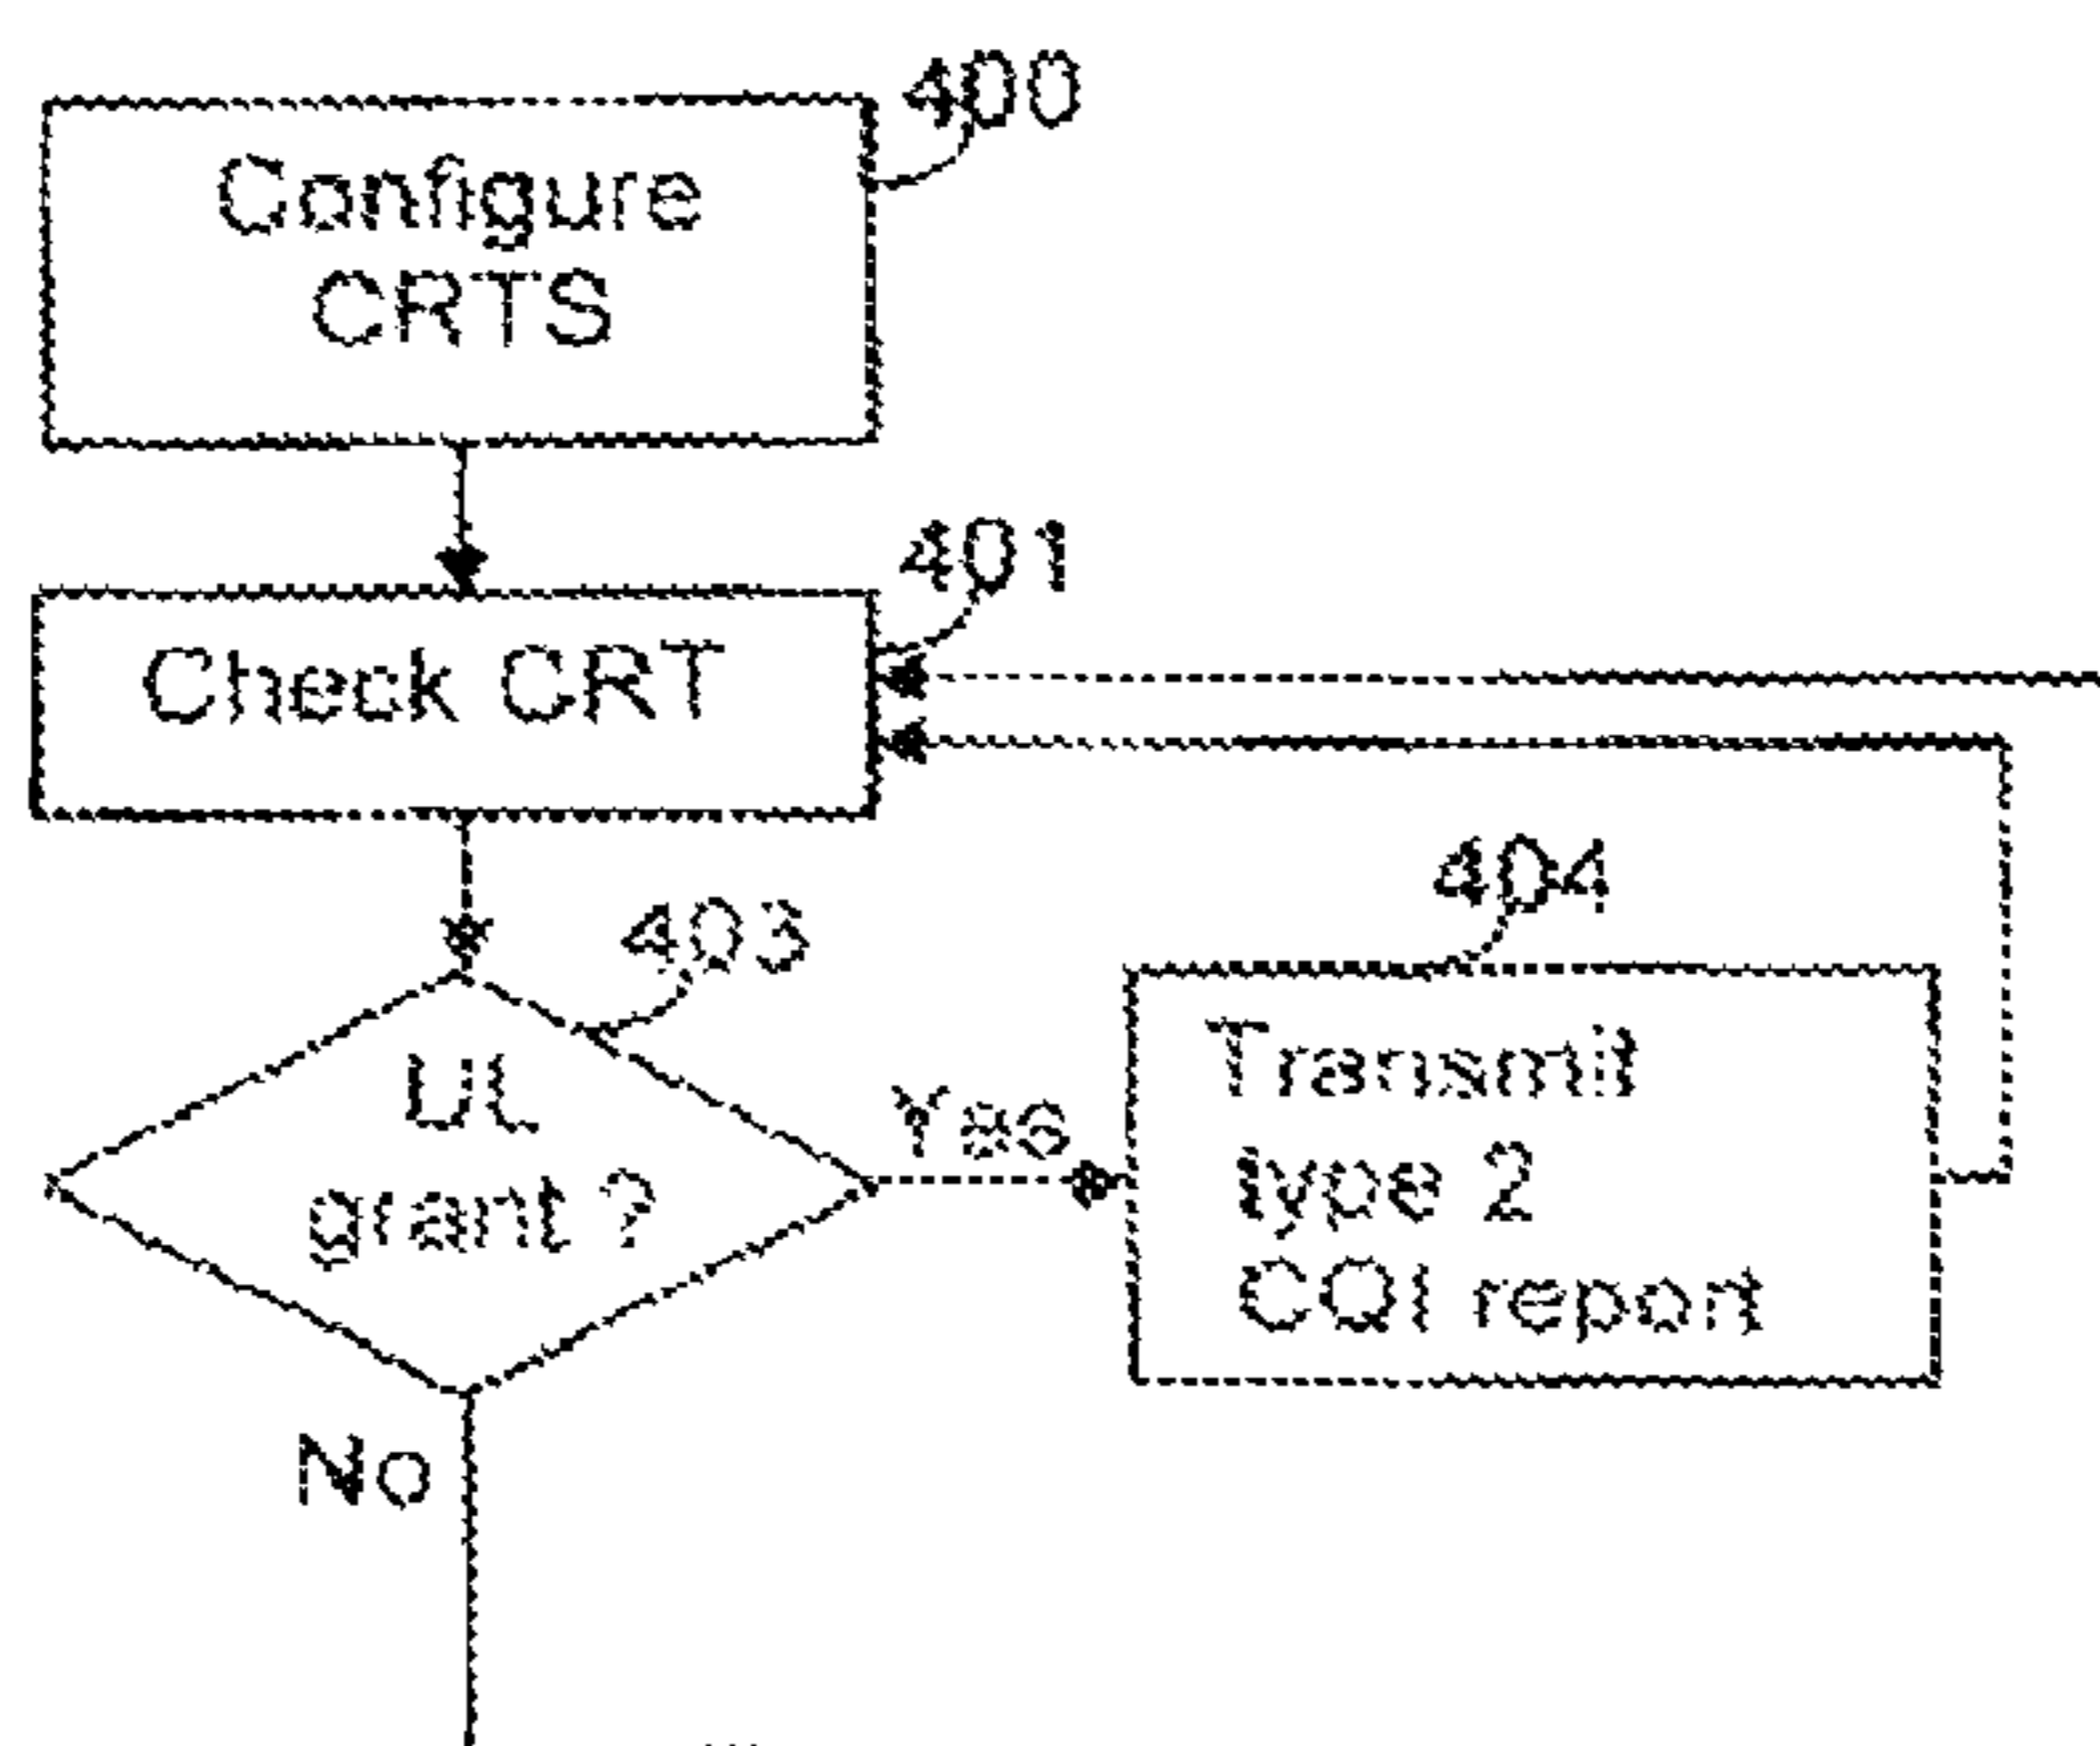 400
Configure
CRTS
401
Check CRT
404
403
Transmit
type 2
CQI report
UL
grant ?
Yes
No